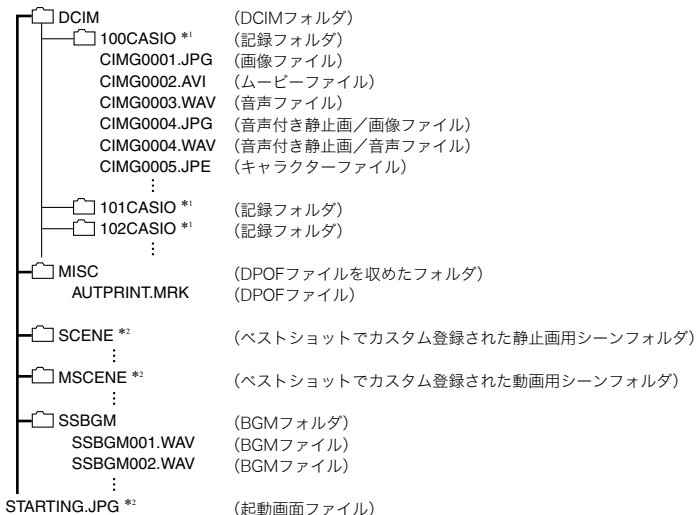 DCIM （DCIMフォルダ）
100CASIO *1 （記録フォルダ）
CIMG0001.JPG （画像ファイル）
CIMG0002.AVI （ムービーファイル）
CIMG0003.WAV （音声ファイル）
CIMG0004.JPG （音声付き静止画／画像ファイル）
CIMG0004.WAV （音声付き静止画／音声ファイル）
CIMG0005.JPE （キャラクターファイル）
⋮
101CASIO *1 （記録フォルダ）
102CASIO *1 （記録フォルダ）
⋮
MISC （DPOFファイルを収めたフォルダ）
AUTPRINT.MRK （DPOFファイル）
SCENE *2 （ベストショットでカスタム登録された静止画用シーンフォルダ）
⋮
MSCENE *2 （ベストショットでカスタム登録された動画用シーンフォルダ）
⋮
SSBGM （BGMフォルダ）
SSBGM001.WAV （BGMファイル）
SSBGM002.WAV （BGMファイル）
⋮
STARTING.JPG *2 （起動画面ファイル）